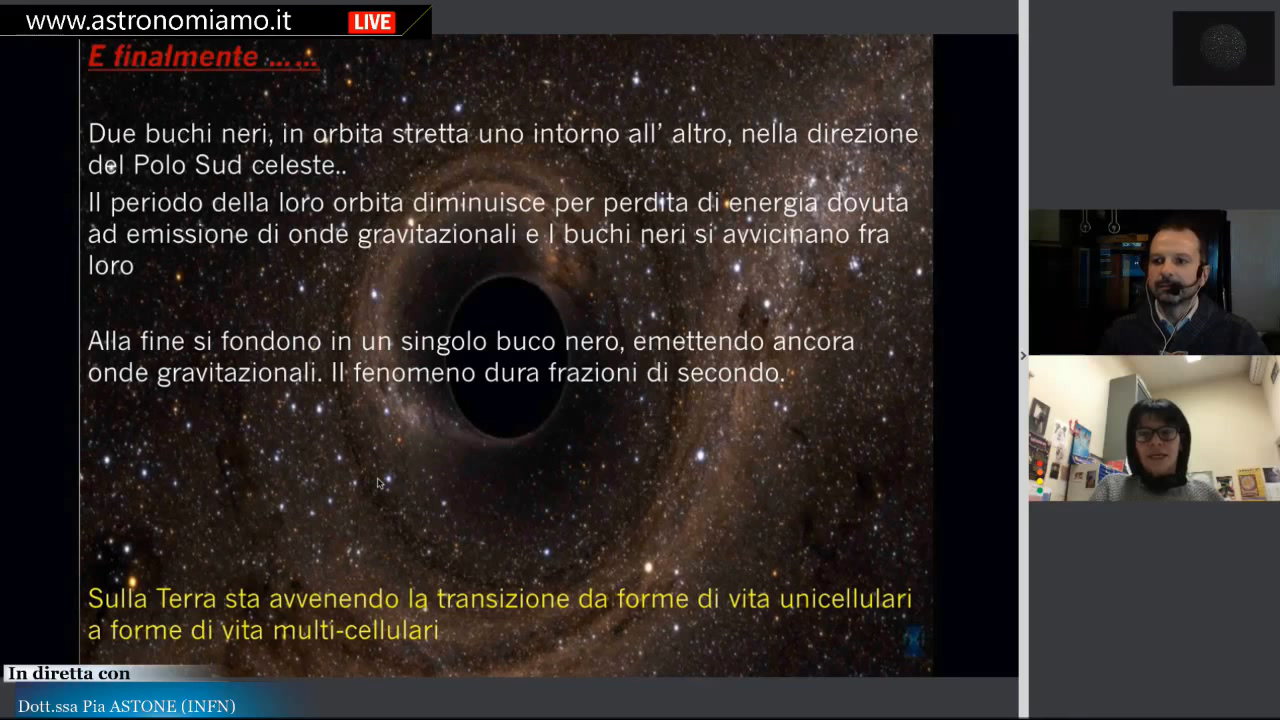 www.astronomiamo.it LIVE
E finalmente ......
Due buchi neri, in orbita stretta uno intorno all' altro, nella direzione
del Polo Sud celeste..
Il periodo della loro orbita diminuisce per perdita di energia dovuta
ad emissione di onde gravitazionali e I buchi neri si avvicinano fra
loro
Alla fine si fondono in un singolo buco nero, emettendo ancora
onde gravitazionali. Il fenomeno dura frazioni di secondo.
Sulla Terra sta avvenendo la transizione da forme di vita unicellulari
a forme di vita multi-cellulari
In diretta con
Dott.ssa Pia ASTONE (INFN)